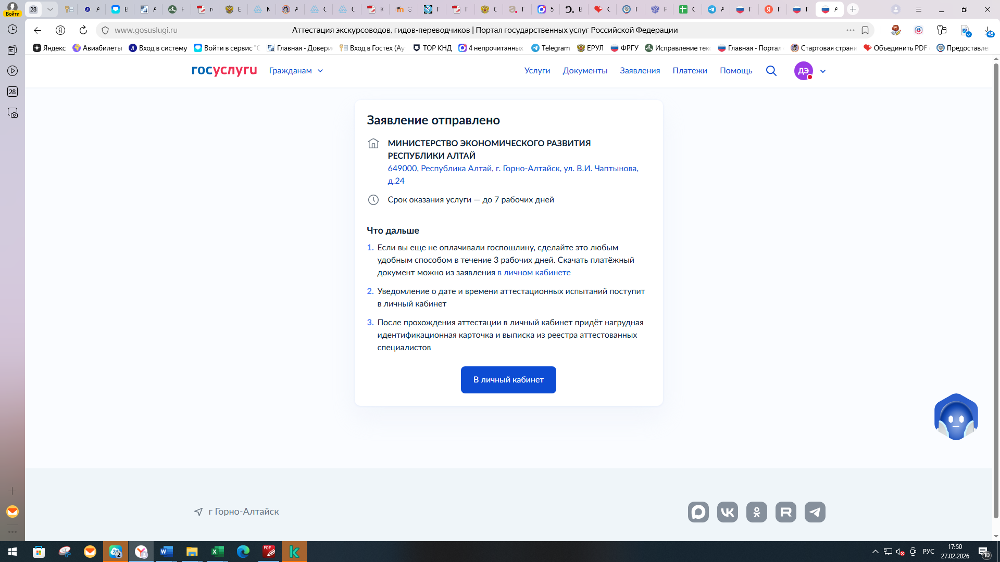 Войти
28
www.gosuslugi.ru
Аттестация экскурсоводов, гидов-переводчиков | Портал государственных услуг Российской Федерации
45
Яндекс
Авиабилеты
Вход в систему
Войти в сервис "С
Главная - Довери
Вход в Гостех (Ау
ТОР КНД
4 непрочитанных
Telegram
ЕРУЛ
ФРГУ
Исправление тек
Главная - Портал
Стартовая страни
Объединить PDF
Предоставле
28
госуслуги
Гражданам
Услуги
Документы
Заявления
Платежи
Помощь
ДЭ
Заявление отправлено
МИНИСТЕРСТВО ЭКОНОМИЧЕСКОГО РАЗВИТИЯ
РЕСПУБЛИКИ АЛТАЙ
649000, Республика Алтай, г. Горно-Алтайск, ул. В.И. Чаптынова,
д.24
Срок оказания услуги — до 7 рабочих дней
Что дальше
1. Если вы еще не оплачивали госпошлину, сделайте это любым
удобным способом в течение 3 рабочих дней. Скачать платёжный
документ можно из заявления в личном кабинете
2. Уведомление о дате и времени аттестационных испытаний поступит
в личный кабинет
3. После прохождения аттестации в личный кабинет придёт нагрудная
идентификационная карточка и выписка из реестра аттестованных
специалистов
В личный кабинет
г Горно-Алтайск
РУС
17:50
27.02.2026
10